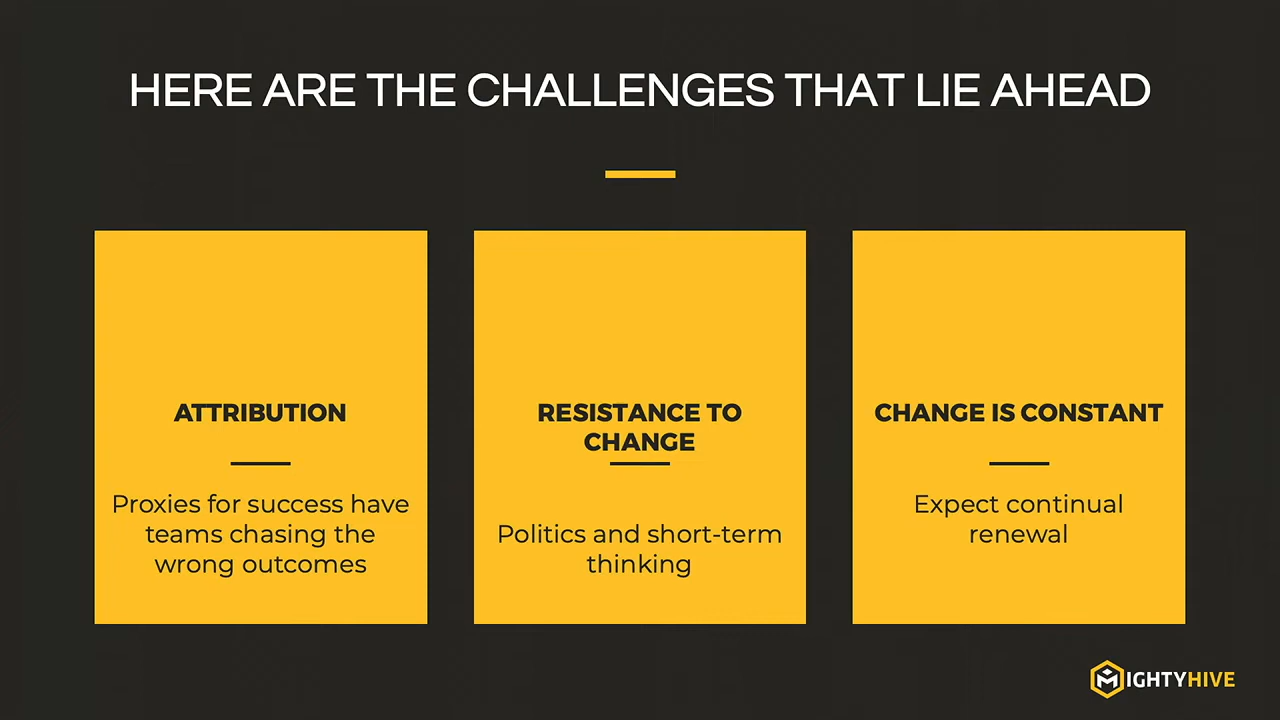 HERE ARE THE CHALLENGES THAT LIE AHEAD
ATTRIBUTION
Proxies for success have
teams chasing the
wrong outcomes
RESISTANCE TO
CHANGE
Politics and short-term
thinking
CHANGE IS CONSTANT
Expect continual
renewal
MIGHTYHIVE